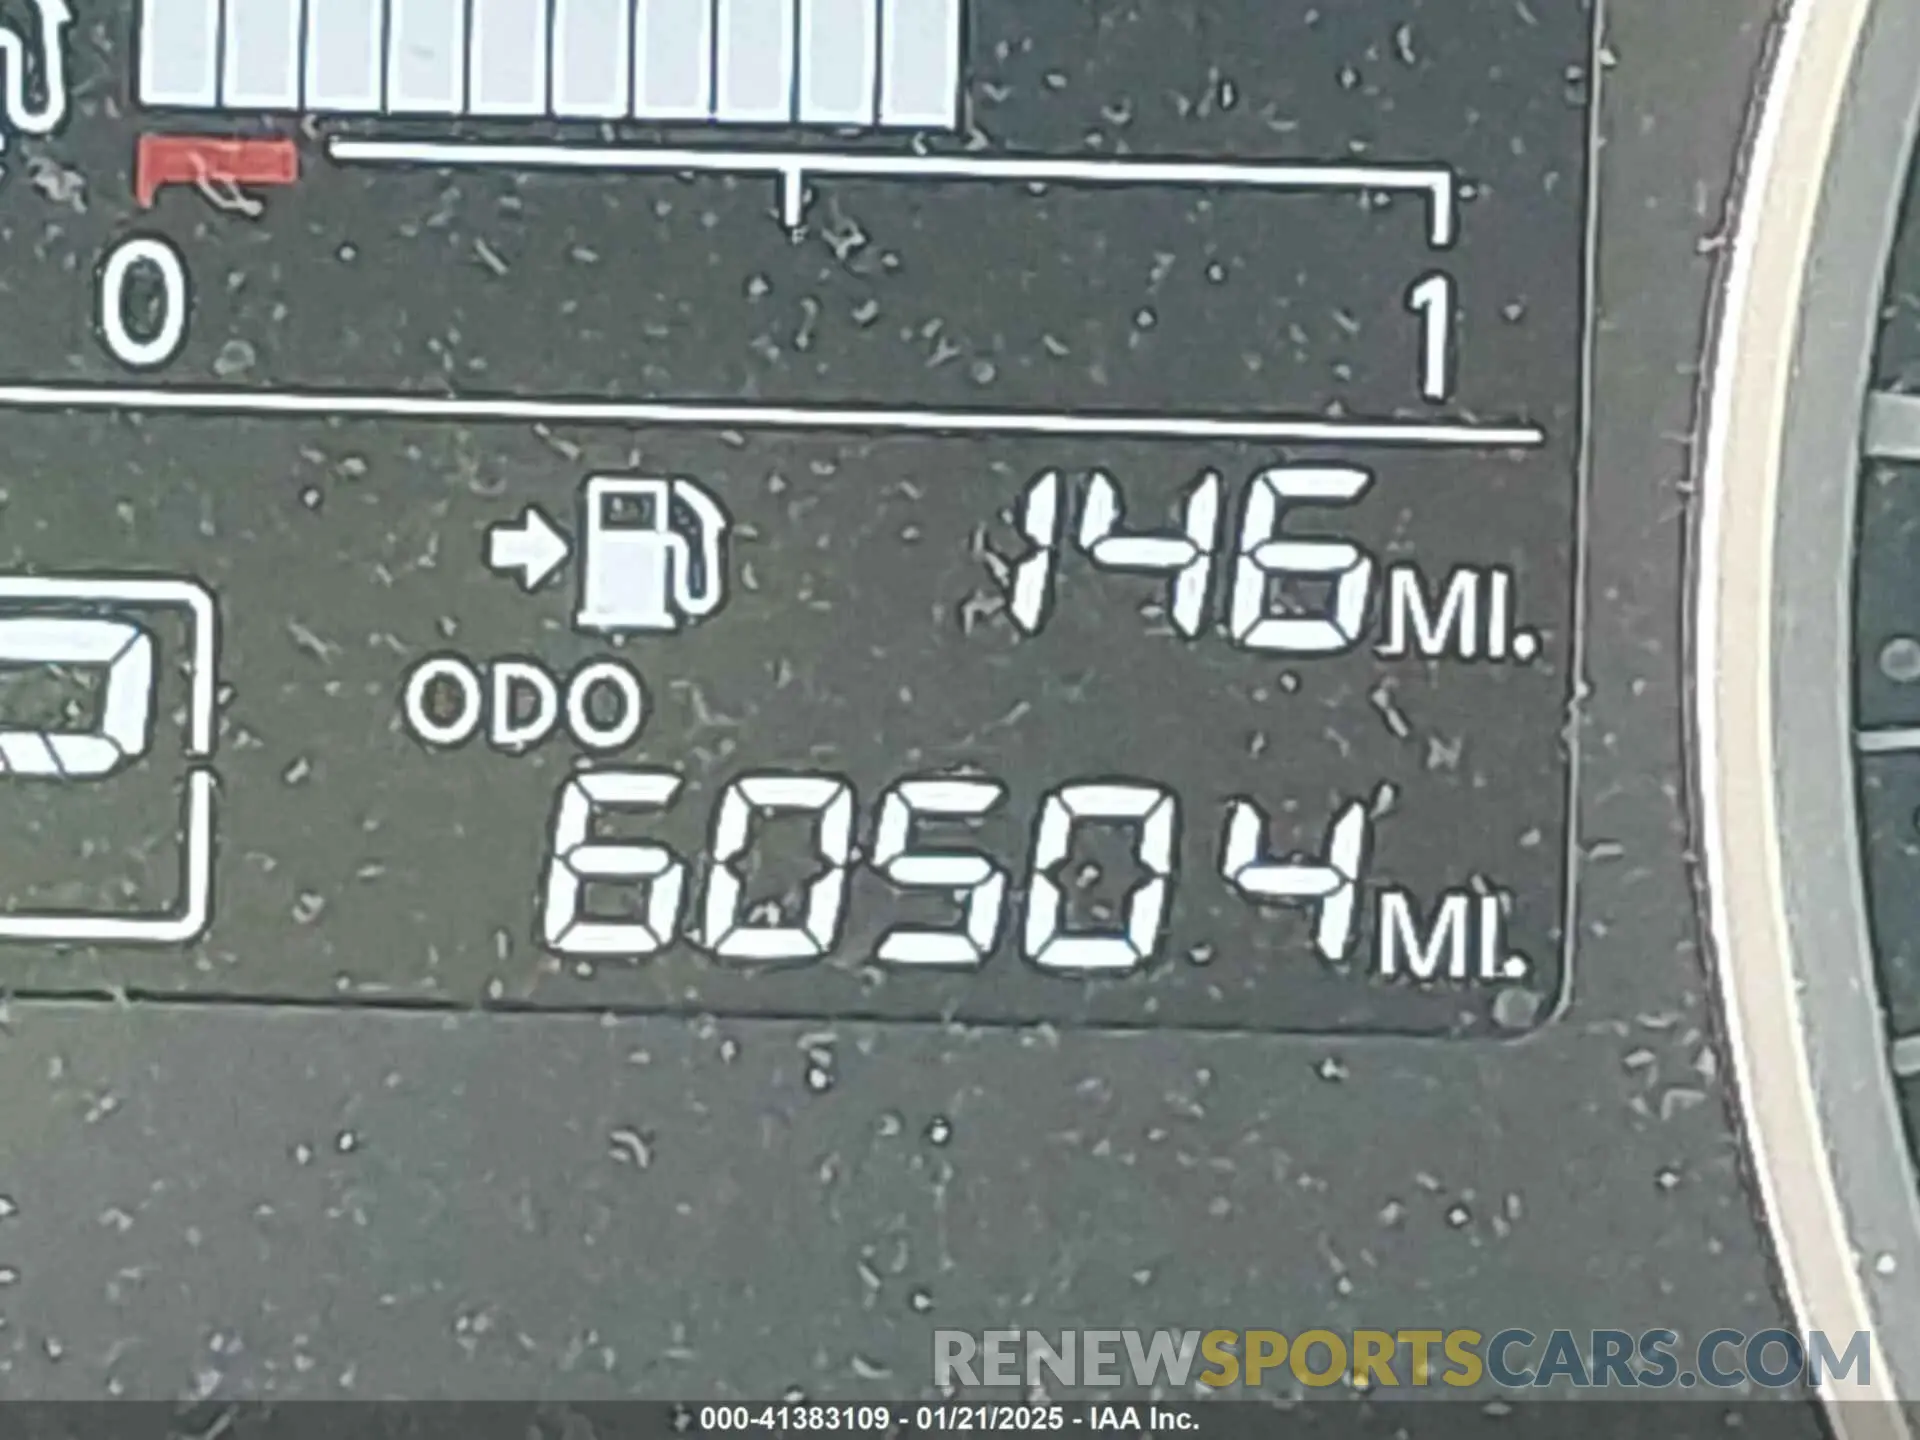 0 1
146 MI.
ODO
60504 MI.
P
RENEWSPORTSCARS.COM
000-41383109 - 01/21/2025 - IAA Inc.